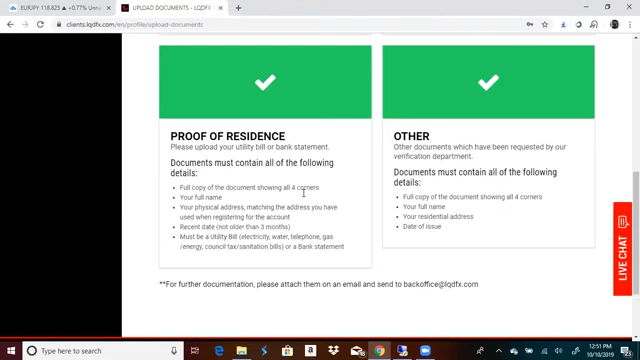 EURJPY 118.825 ▲ +0.77% Unn
UPLOAD DOCUMENTS - LQDFX
clients.lqdfx.com/en/profile/upload-documents
PROOF OF RESIDENCE
Please upload your utility bill or bank statement.
Documents must contain all of the following
details:
• Full copy of the document showing all 4 corners
• Your full name
• Your physical address, matching the address you have
used when registering for the account
• Recent date (not older than 3 months)
• Must be a Utility Bill (electricity, water, telephone, gas
/energy, council tax/sanitation bills) or a Bank statement
OTHER
Other documents which have been requested by our
verification department.
Documents must contain all of the following
details:
• Full copy of the document showing all 4 corners
• Your full name
• Your residential address
• Date of issue
**For further documentation, please attach them on an email and send to backoffice@lqdfx.com
LIVE CHAT
Type here to search
12:51 PM
10/10/2019